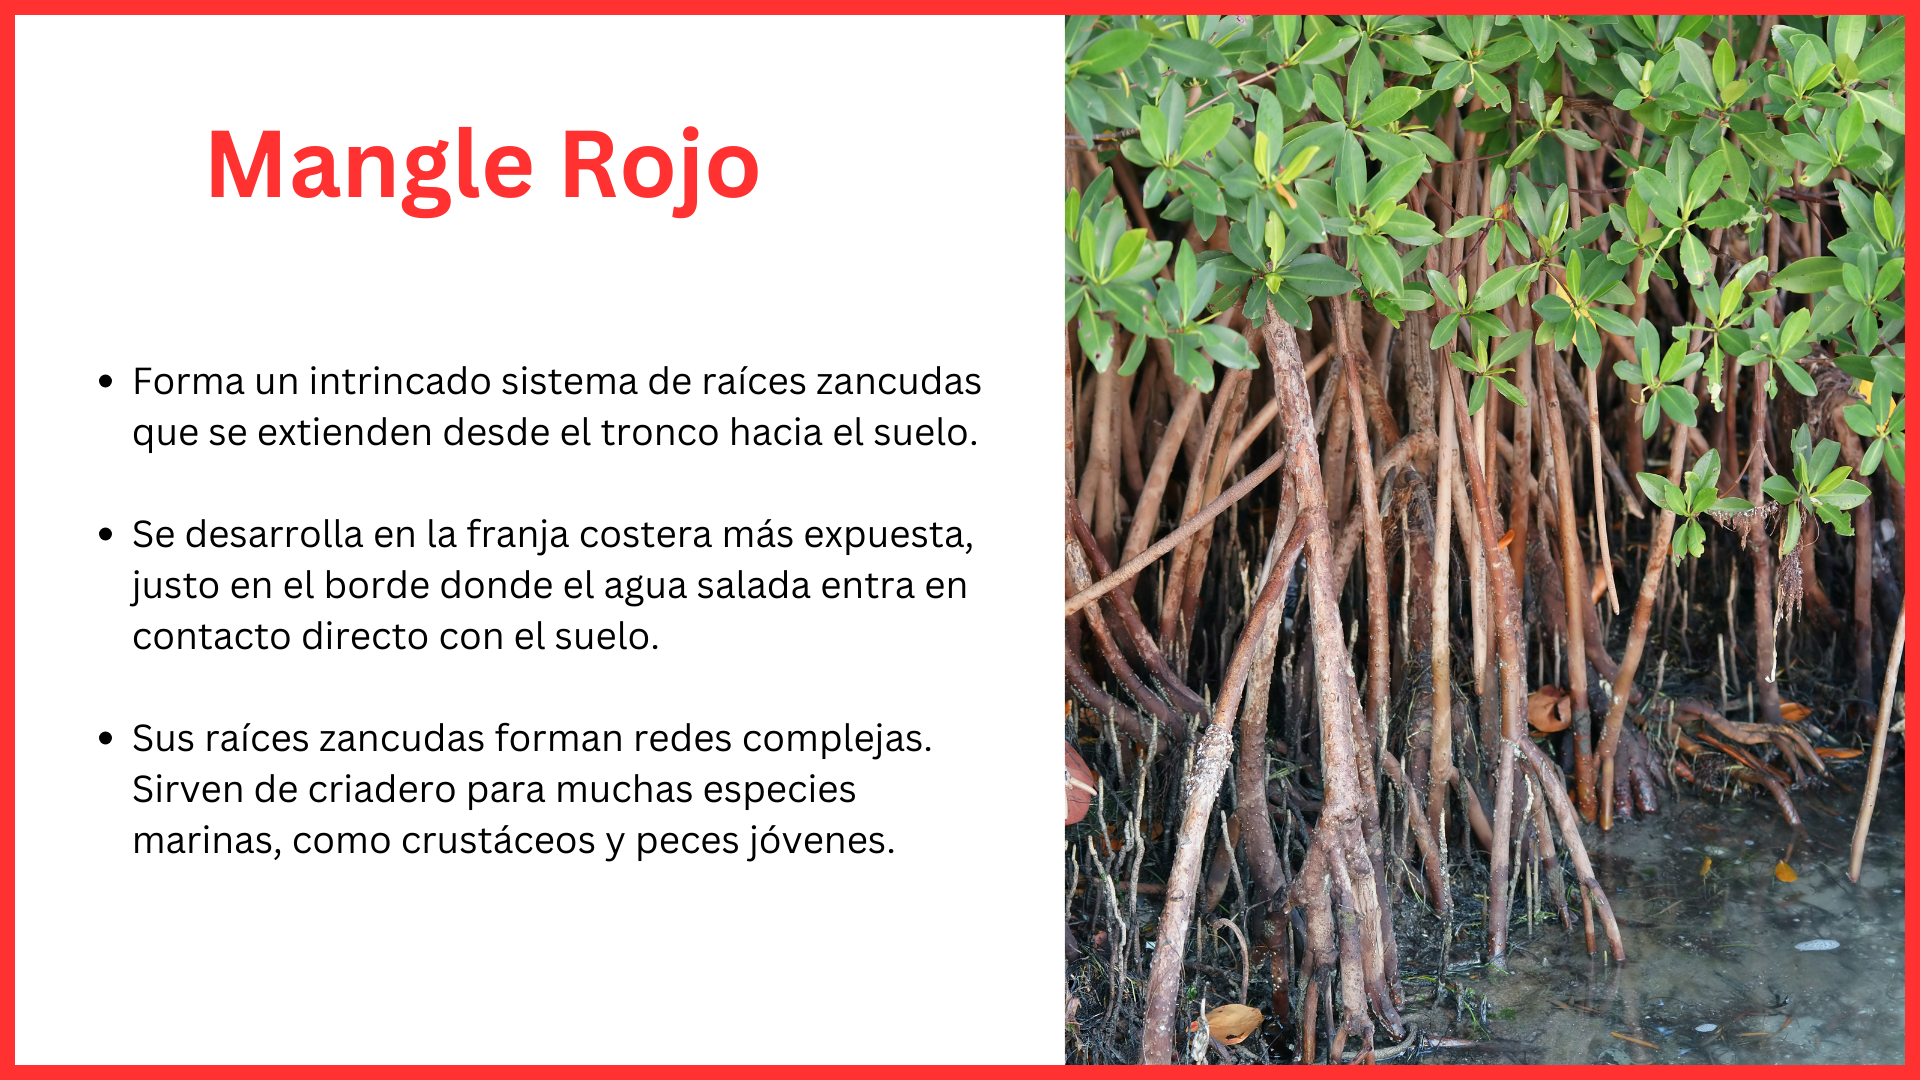 Mangle Rojo
• Forma un intrincado sistema de raíces zancudas
que se extienden desde el tronco hacia el suelo.
• Se desarrolla en la franja costera más expuesta,
justo en el borde donde el agua salada entra en
contacto directo con el suelo.
• Sus raíces zancudas forman redes complejas.
Sirven de criadero para muchas especies
marinas, como crustáceos y peces jóvenes.